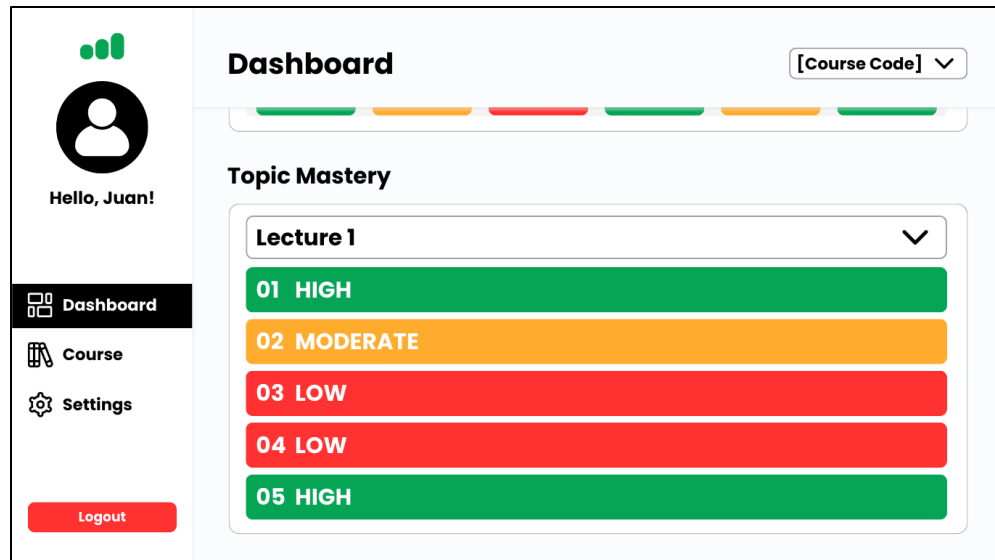 Dashboard
[Course Code]
Hello, Juan!
Dashboard
Course
Settings
Logout
Topic Mastery
Lecture 1
01 HIGH
02 MODERATE
03 LOW
04 LOW
05 HIGH